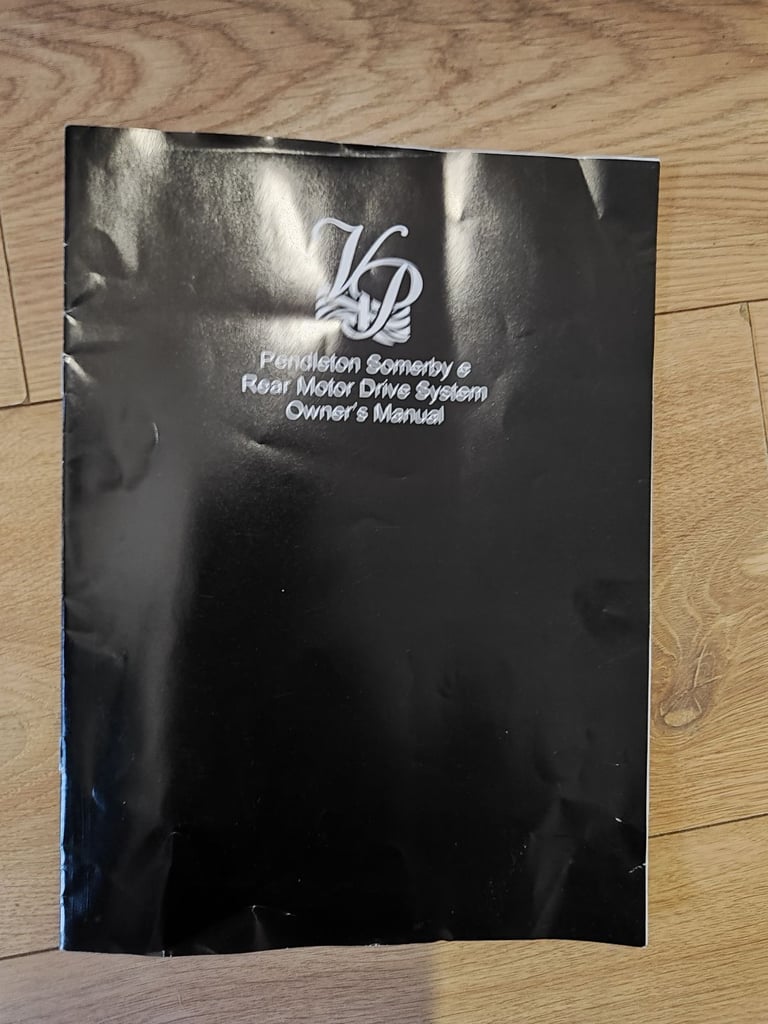 VP
Pendleton Somerby e
Rear Motor Drive System
Owner's Manual